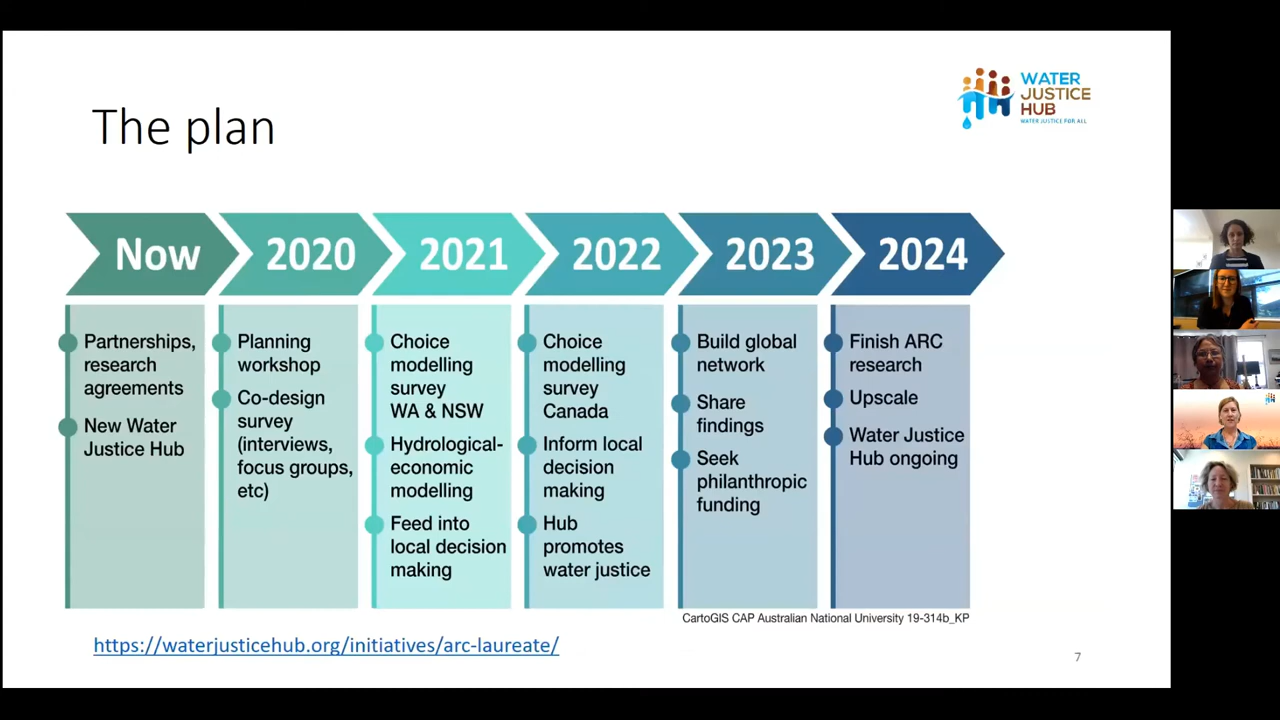 The plan
WATER
JUSTICE
HUB
WATER JUSTICE FOR ALL
Now
2020
2021
2022
2023
2024
Partnerships,
research
agreements
New Water
Justice Hub
Planning
workshop
Co-design
survey
(interviews,
focus groups,
etc)
Choice
modelling
survey
WA & NSW
Hydrological-
economic
modelling
Feed into
local decision
making
Choice
modelling
survey
Canada
Inform local
decision
making
Hub
promotes
water justice
Build global
network
Share
findings
Seek
philanthropic
funding
Finish ARC
research
Upscale
Water Justice
Hub ongoing
CartoGIS CAP Australian National University 19-314b_KP
https://waterjusticehub.org/initiatives/arc-laureate/
7